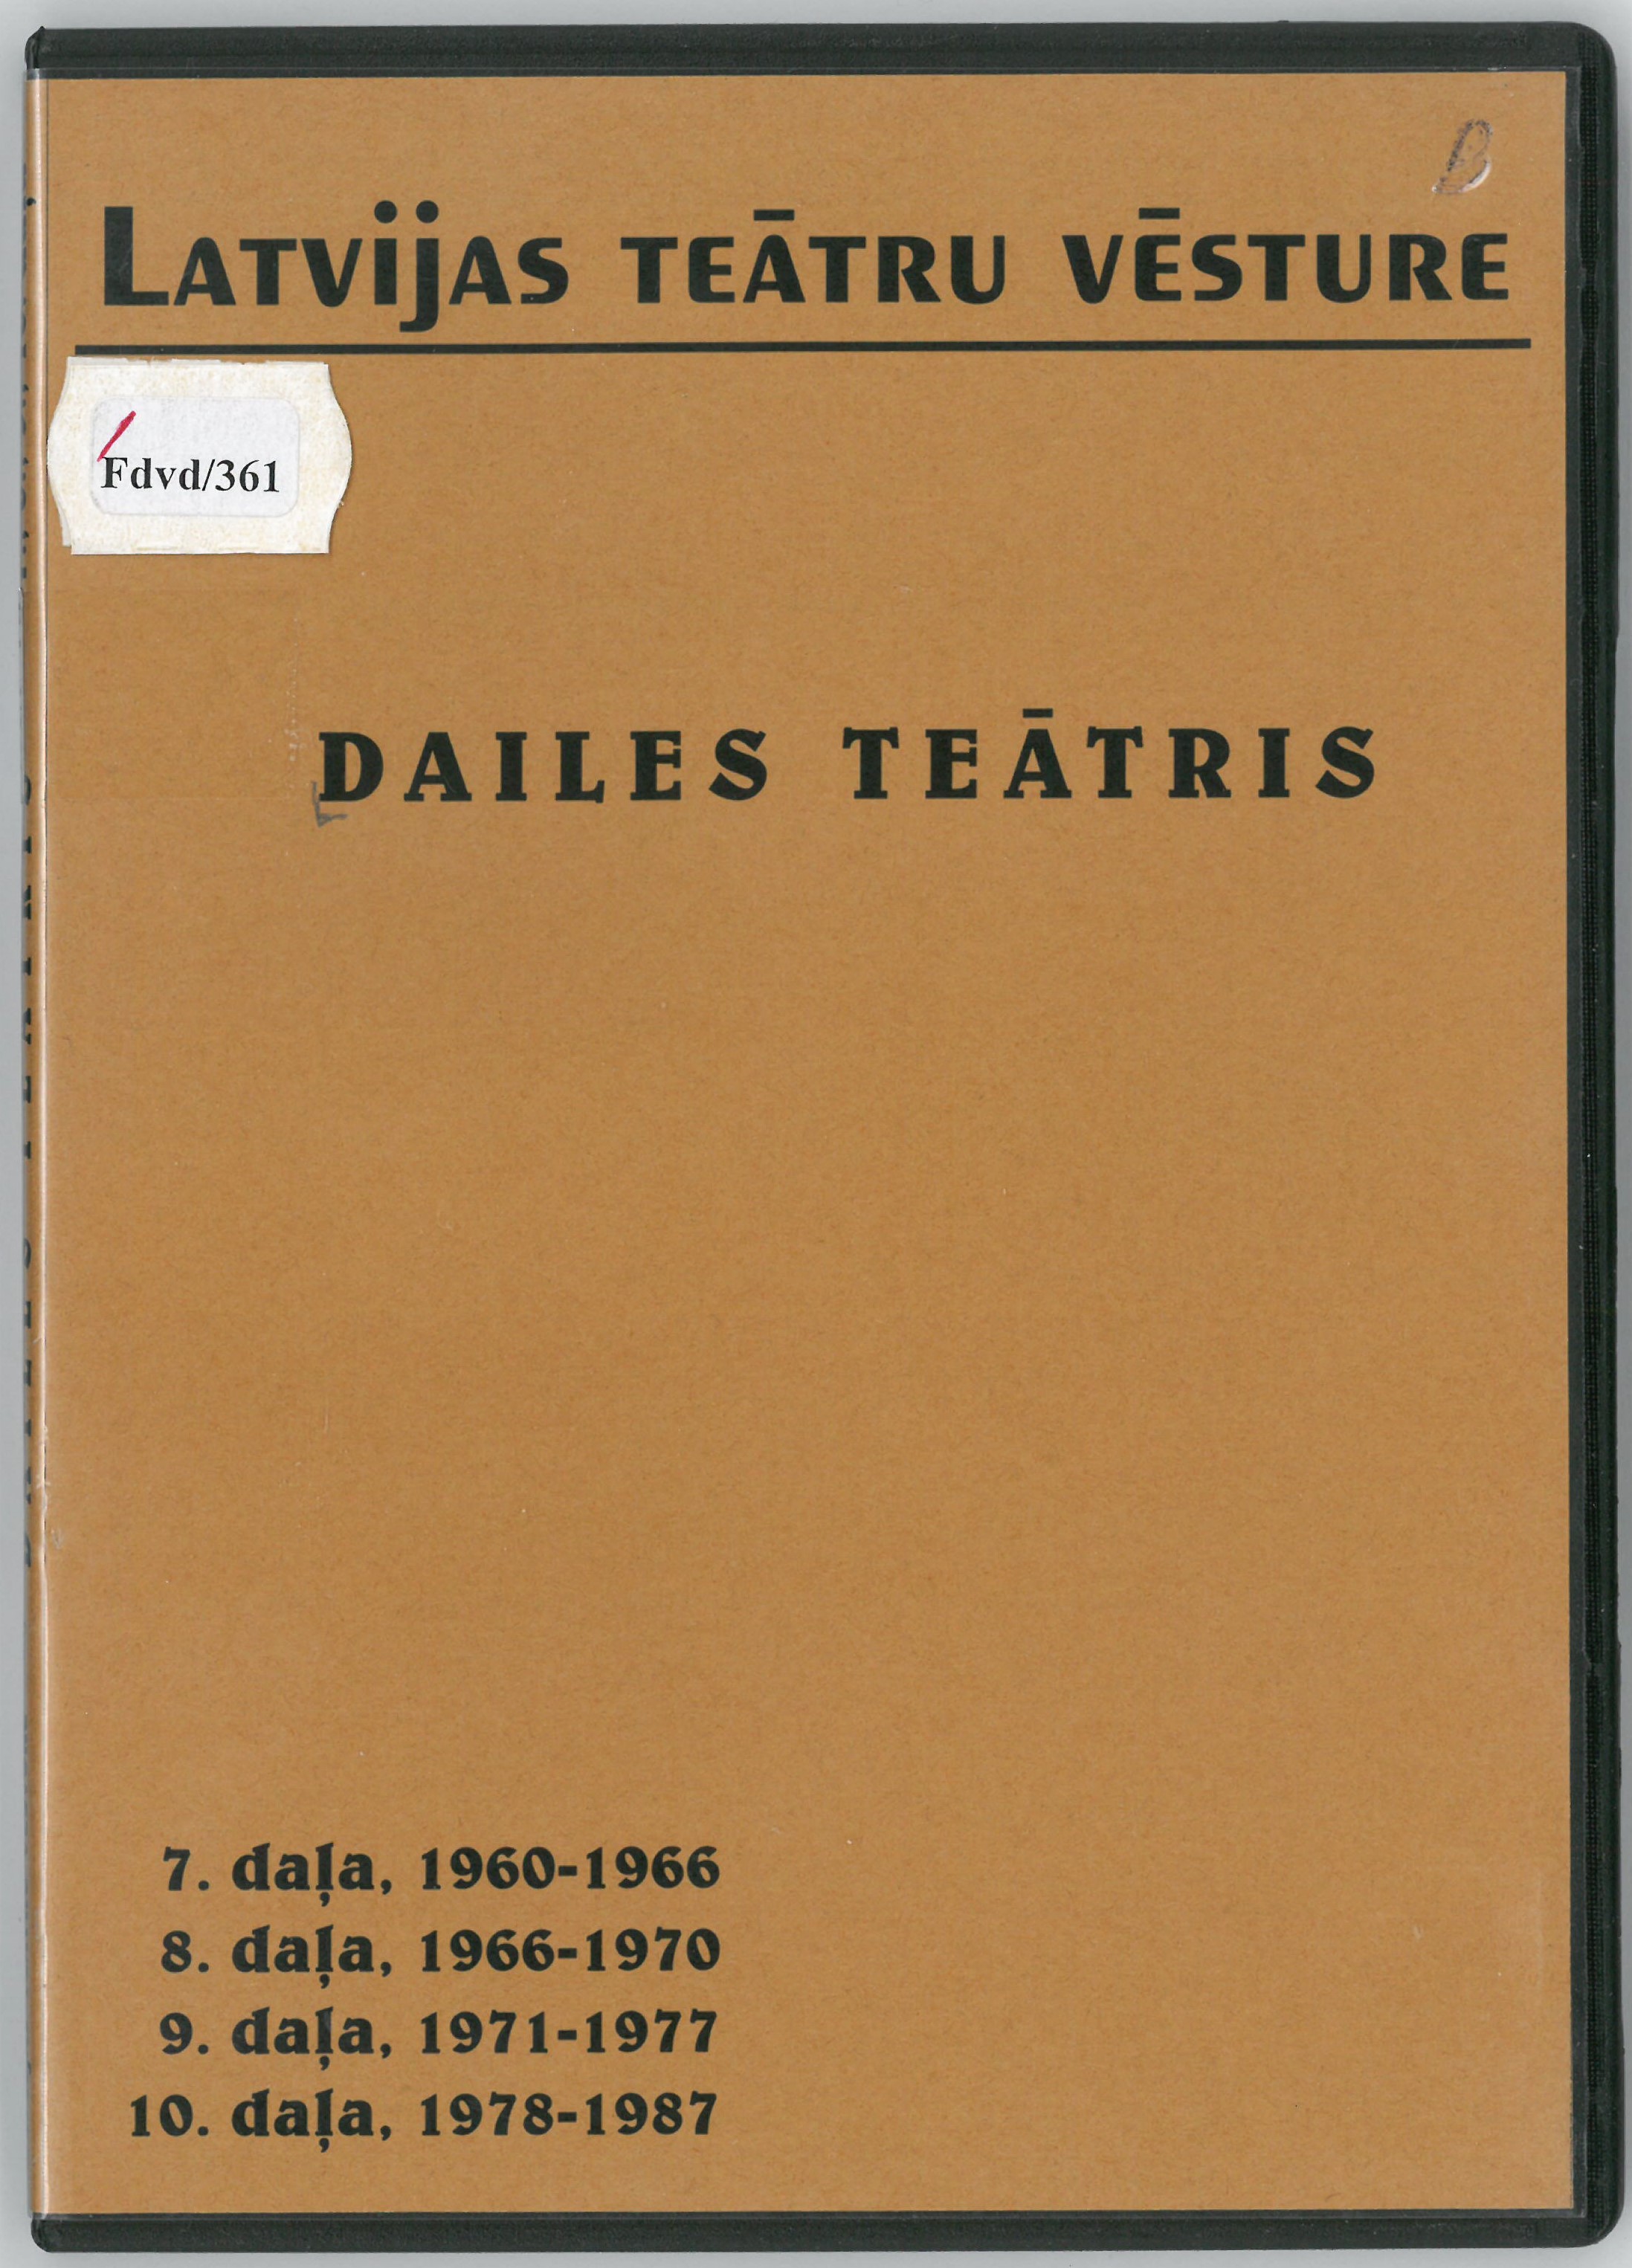 B
LATVIJAS TEĀTRU VĒSTURE
Fdvd/361
DAILES TEĀTRIS
7. daļa, 1960-1966
8. daļa, 1966-1970
9. daļa, 1971-1977
10. daļa, 1978-1987